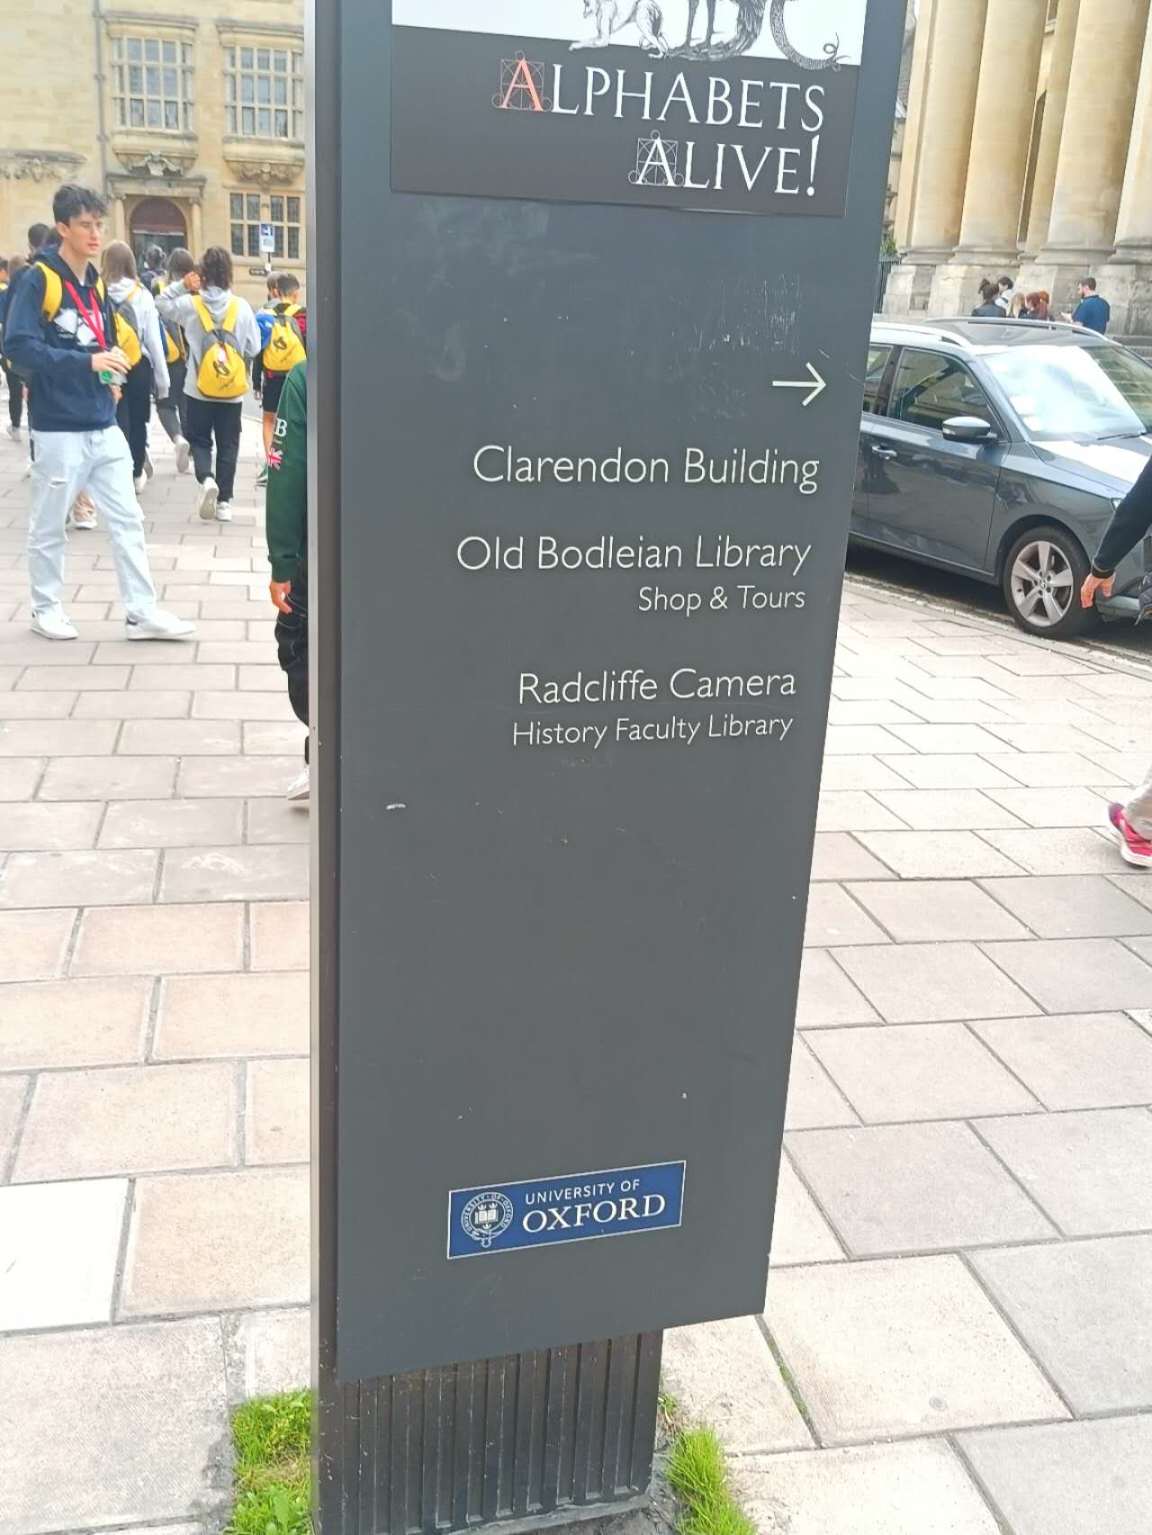 ALPHABETS
ALIVE!
→
Clarendon Building
Old Bodleian Library
Shop & Tours
Radcliffe Camera
History Faculty Library
UNIVERSITY OF
OXFORD
B